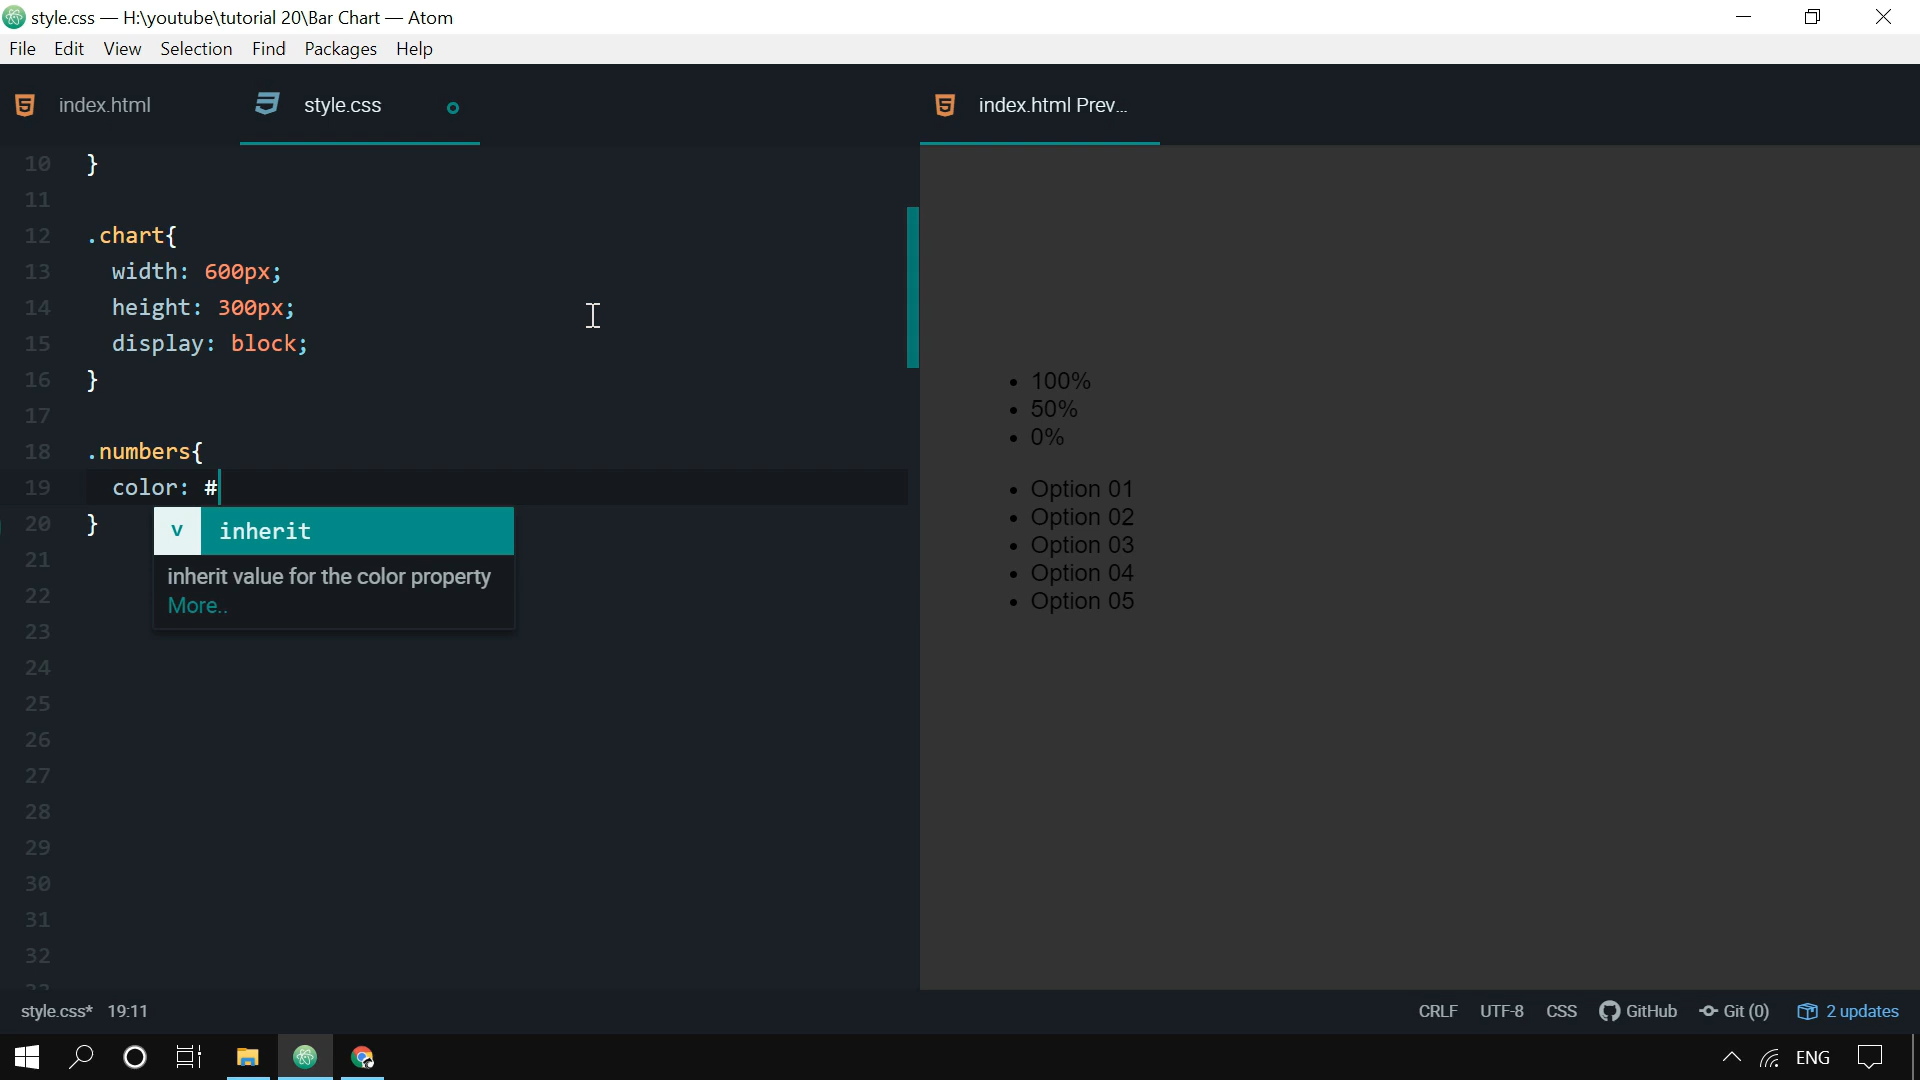 style.css — H:\youtube\tutorial 20\Bar Chart — Atom
File Edit View Selection Find Packages Help
index.html style.css index.html Prev...
10 }
11
12 .chart{
13 width: 600px;
14 height: 300px;
15 display: block;
16 }
17
18 .numbers{
19 color: #
20 }
v inherit
inherit value for the color property
More..
21
22
23
24
25
26
27
28
29
30
31
32
• 100%
• 50%
• 0%
• Option 01
• Option 02
• Option 03
• Option 04
• Option 05
style.css* 19:11 CRLF UTF-8 CSS GitHub Git (0) 2 updates
ENG